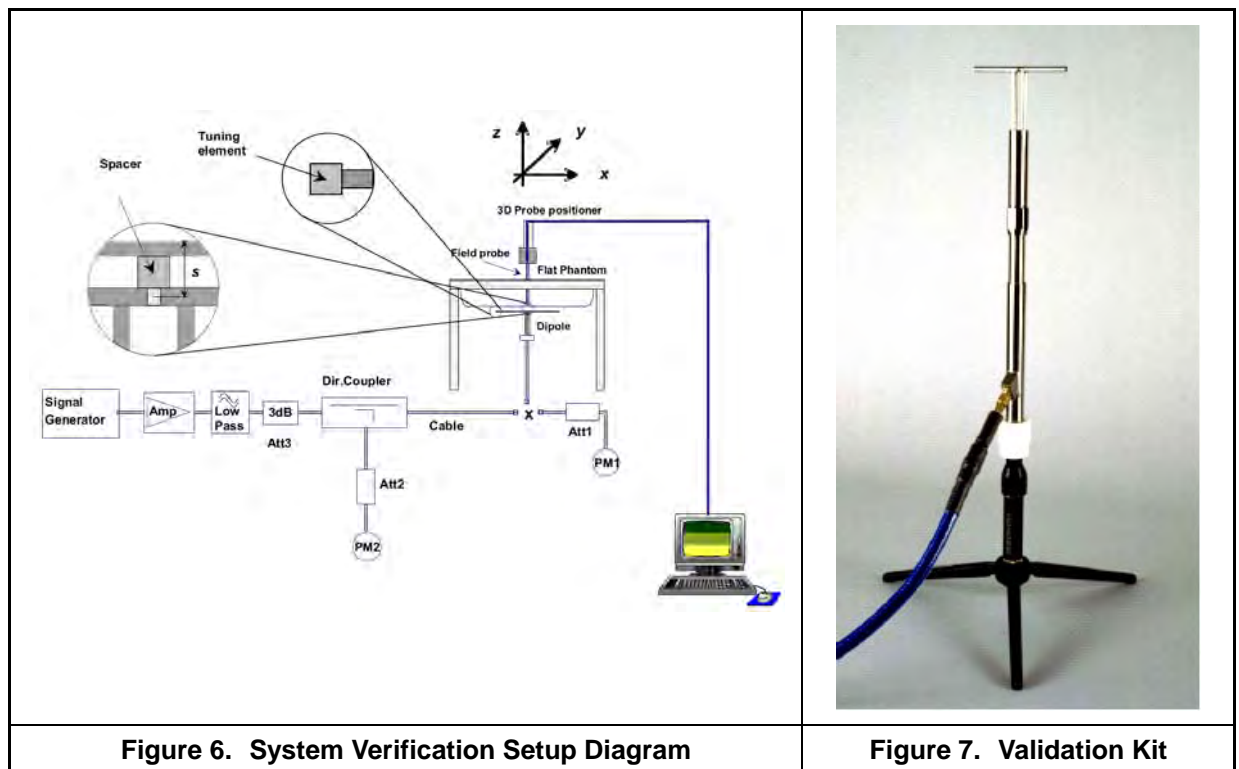 Tuning
element
Spacer
s
z
y
x
3D Probe positioner
Field probe
Flat Phantom
Dipole
Signal
Generator
Amp
Low
Pass
3dB
Att3
Dir.Coupler
Cable
x
Att1
PM1
Att2
PM2
Figure 6. System Verification Setup Diagram
Figure 7. Validation Kit